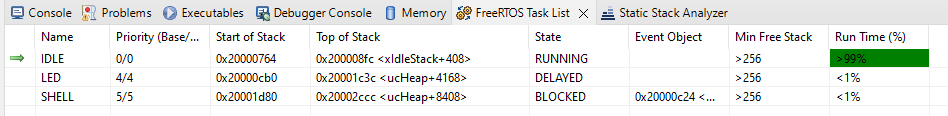 Console Problems Executables Debugger Console Memory FreeRTOS Task List Static Stack Analyzer
Name Priority (Base/... Start of Stack Top of Stack State Event Object Min Free Stack Run Time (%)
IDLE 0/0 0x20000764 0x200008fc <xIdleStack+408> RUNNING >256 >99%
LED 4/4 0x20000cb0 0x20001c3c <ucHeap+4168> DELAYED >256 <1%
SHELL 5/5 0x20001d80 0x20002ccc <ucHeap+8408> BLOCKED 0x20000c24 <... >256 <1%